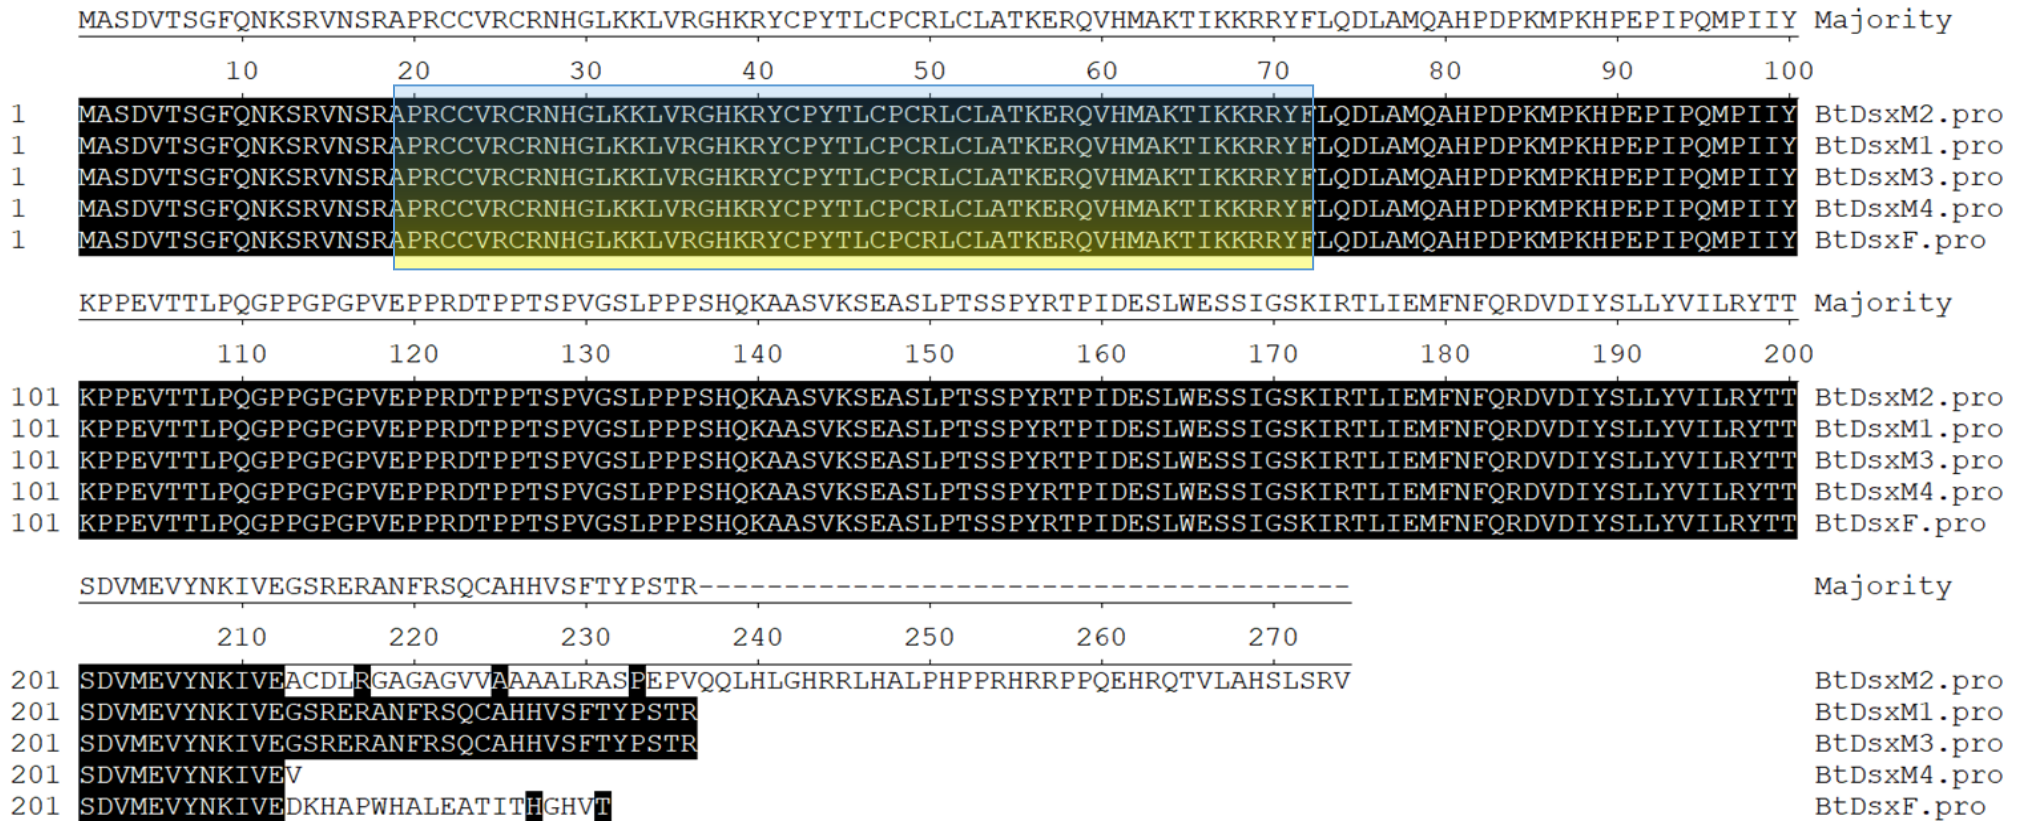 MASDVTSGFQNKSRVNSRAPRCCVRCRNHGLKKLVRGHKRYCPYTLCPCRLCLATKERQVHMAKTIKKRRYFLQDLAMQAHPDPKMPKHPEPIPQMPIIY Majority
10 20 30 40 50 60 70 80 90 100
1 MASDVTSGFQNKSRVNSRAPRCCVRCRNHGLKKLVRGHKRYCPYTLCPCRLCLATKERQVHMAKTIKKRRYFLQDLAMQAHPDPKMPKHPEPIPQMPIIY BtDsxM2.pro
1 MASDVTSGFQNKSRVNSRAPRCCVRCRNHGLKKLVRGHKRYCPYTLCPCRLCLATKERQVHMAKTIKKRRYFLQDLAMQAHPDPKMPKHPEPIPQMPIIY BtDsxM1.pro
1 MASDVTSGFQNKSRVNSRAPRCCVRCRNHGLKKLVRGHKRYCPYTLCPCRLCLATKERQVHMAKTIKKRRYFLQDLAMQAHPDPKMPKHPEPIPQMPIIY BtDsxM3.pro
1 MASDVTSGFQNKSRVNSRAPRCCVRCRNHGLKKLVRGHKRYCPYTLCPCRLCLATKERQVHMAKTIKKRRYFLQDLAMQAHPDPKMPKHPEPIPQMPIIY BtDsxM4.pro
1 MASDVTSGFQNKSRVNSRAPRCCVRCRNHGLKKLVRGHKRYCPYTLCPCRLCLATKERQVHMAKTIKKRRYFLQDLAMQAHPDPKMPKHPEPIPQMPIIY BtDsxF.pro
KPPEVTTLPQGPPGPGPVEPPRDTPPTSPVGSLPPPSHQKAASVKSEASLPTSSPYRTPIDESLWESSIGSKIRTLIEMFNFQRDVDIYSLLYVILRYTT Majority
110 120 130 140 150 160 170 180 190 200
101 KPPEVTTLPQGPPGPGPVEPPRDTPPTSPVGSLPPPSHQKAASVKSEASLPTSSPYRTPIDESLWESSIGSKIRTLIEMFNFQRDVDIYSLLYVILRYTT BtDsxM2.pro
101 KPPEVTTLPQGPPGPGPVEPPRDTPPTSPVGSLPPPSHQKAASVKSEASLPTSSPYRTPIDESLWESSIGSKIRTLIEMFNFQRDVDIYSLLYVILRYTT BtDsxM1.pro
101 KPPEVTTLPQGPPGPGPVEPPRDTPPTSPVGSLPPPSHQKAASVKSEASLPTSSPYRTPIDESLWESSIGSKIRTLIEMFNFQRDVDIYSLLYVILRYTT BtDsxM3.pro
101 KPPEVTTLPQGPPGPGPVEPPRDTPPTSPVGSLPPPSHQKAASVKSEASLPTSSPYRTPIDESLWESSIGSKIRTLIEMFNFQRDVDIYSLLYVILRYTT BtDsxM4.pro
101 KPPEVTTLPQGPPGPGPVEPPRDTPPTSPVGSLPPPSHQKAASVKSEASLPTSSPYRTPIDESLWESSIGSKIRTLIEMFNFQRDVDIYSLLYVILRYTT BtDsxF.pro
SDVMEVYNKIVEGSRERANFRSQCAHHVSFTYPSTR-------------------------------------- Majority
210 220 230 240 250 260 270
201 SDVMEVYNKIVEACDLRGAGAGVVAAAALRASPEPVQQLHLGHRRLHALPHPPRHRRPPQEHRQTVLAHSLSRV BtDsxM2.pro
201 SDVMEVYNKIVEGSRERANFRSQCAHHVSFTYPSTR BtDsxM1.pro
201 SDVMEVYNKIVEGSRERANFRSQCAHHVSFTYPSTR BtDsxM3.pro
201 SDVMEVYNKIVEV BtDsxM4.pro
201 SDVMEVYNKIVEDKHAPWHALEATITHGHVT BtDsxF.pro